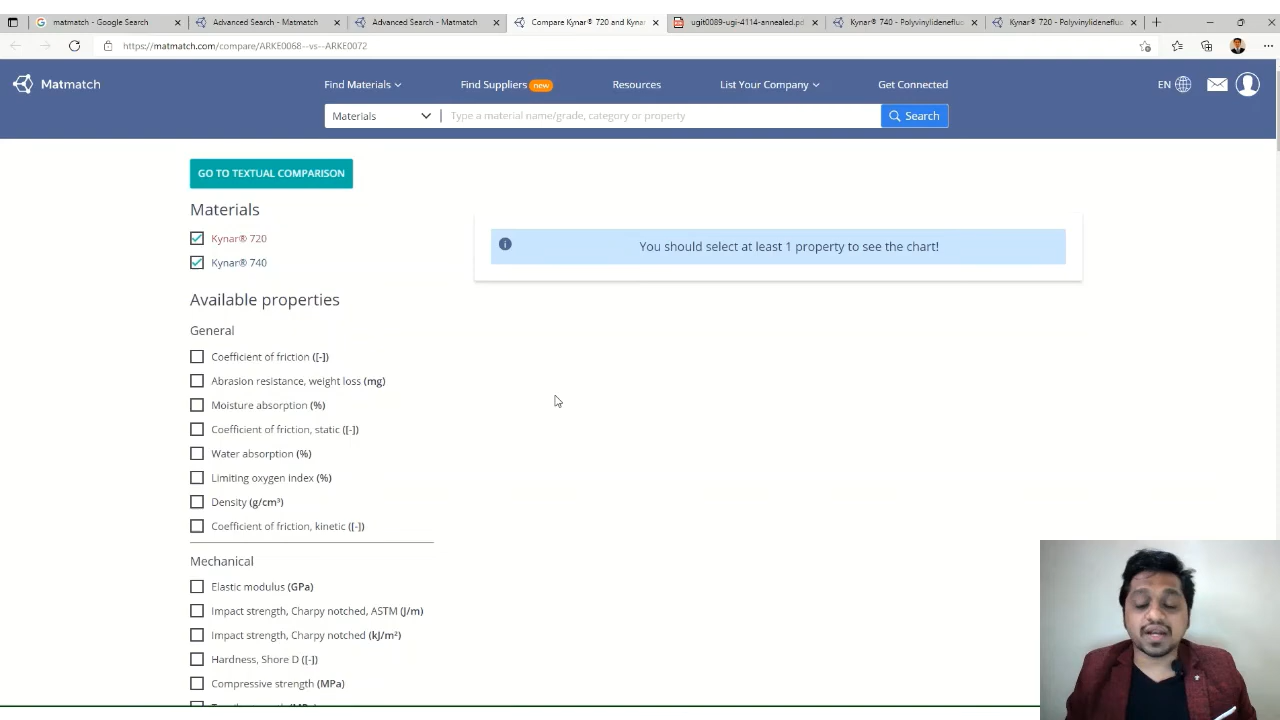 matmatch - Google Search
Advanced Search - Matmatch
Advanced Search - Matmatch
Compare Kynar® 720 and Kyna
ugit0089-ugi-4114-annealed.pdf
Kynar® 740 - Polyvinylidenefluo
Kynar® 720 - Polyvinylidenefluo
https://matmatch.com/compare/ARKE0068--vs--ARKE0072
Matmatch
Find Materials
Find Suppliers new
Resources
List Your Company
Get Connected
EN
Materials
Type a material name/grade, category or property
Search
GO TO TEXTUAL COMPARISON
Materials
Kynar® 720
Kynar® 740
You should select at least 1 property to see the chart!
Available properties
General
Coefficient of friction ([-])
Abrasion resistance, weight loss (mg)
Moisture absorption (%)
Coefficient of friction, static ([-])
Water absorption (%)
Limiting oxygen index (%)
Density (g/cm³)
Coefficient of friction, kinetic ([-])
Mechanical
Elastic modulus (GPa)
Impact strength, Charpy notched, ASTM (J/m)
Impact strength, Charpy notched (kJ/m²)
Hardness, Shore D ([-])
Compressive strength (MPa)